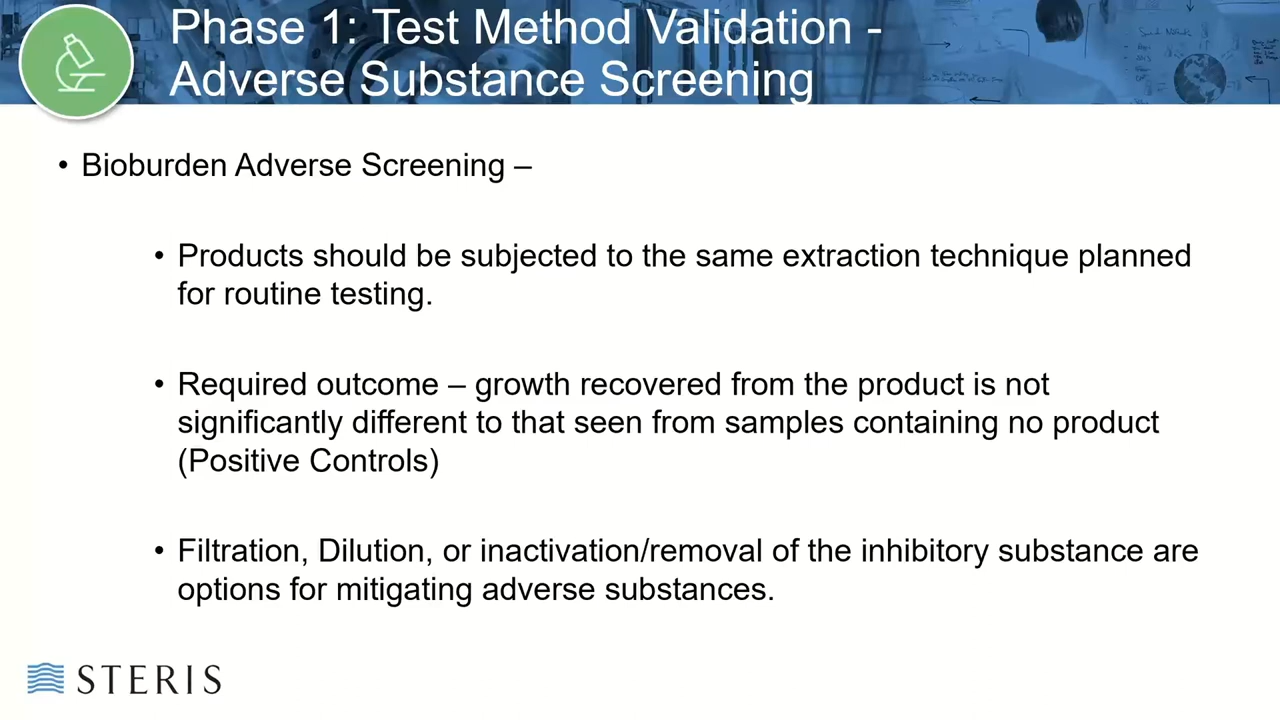 Phase 1: Test Method Validation -
Adverse Substance Screening
• Bioburden Adverse Screening –
• Products should be subjected to the same extraction technique planned
for routine testing.
• Required outcome – growth recovered from the product is not
significantly different to that seen from samples containing no product
(Positive Controls)
• Filtration, Dilution, or inactivation/removal of the inhibitory substance are
options for mitigating adverse substances.
STERIS